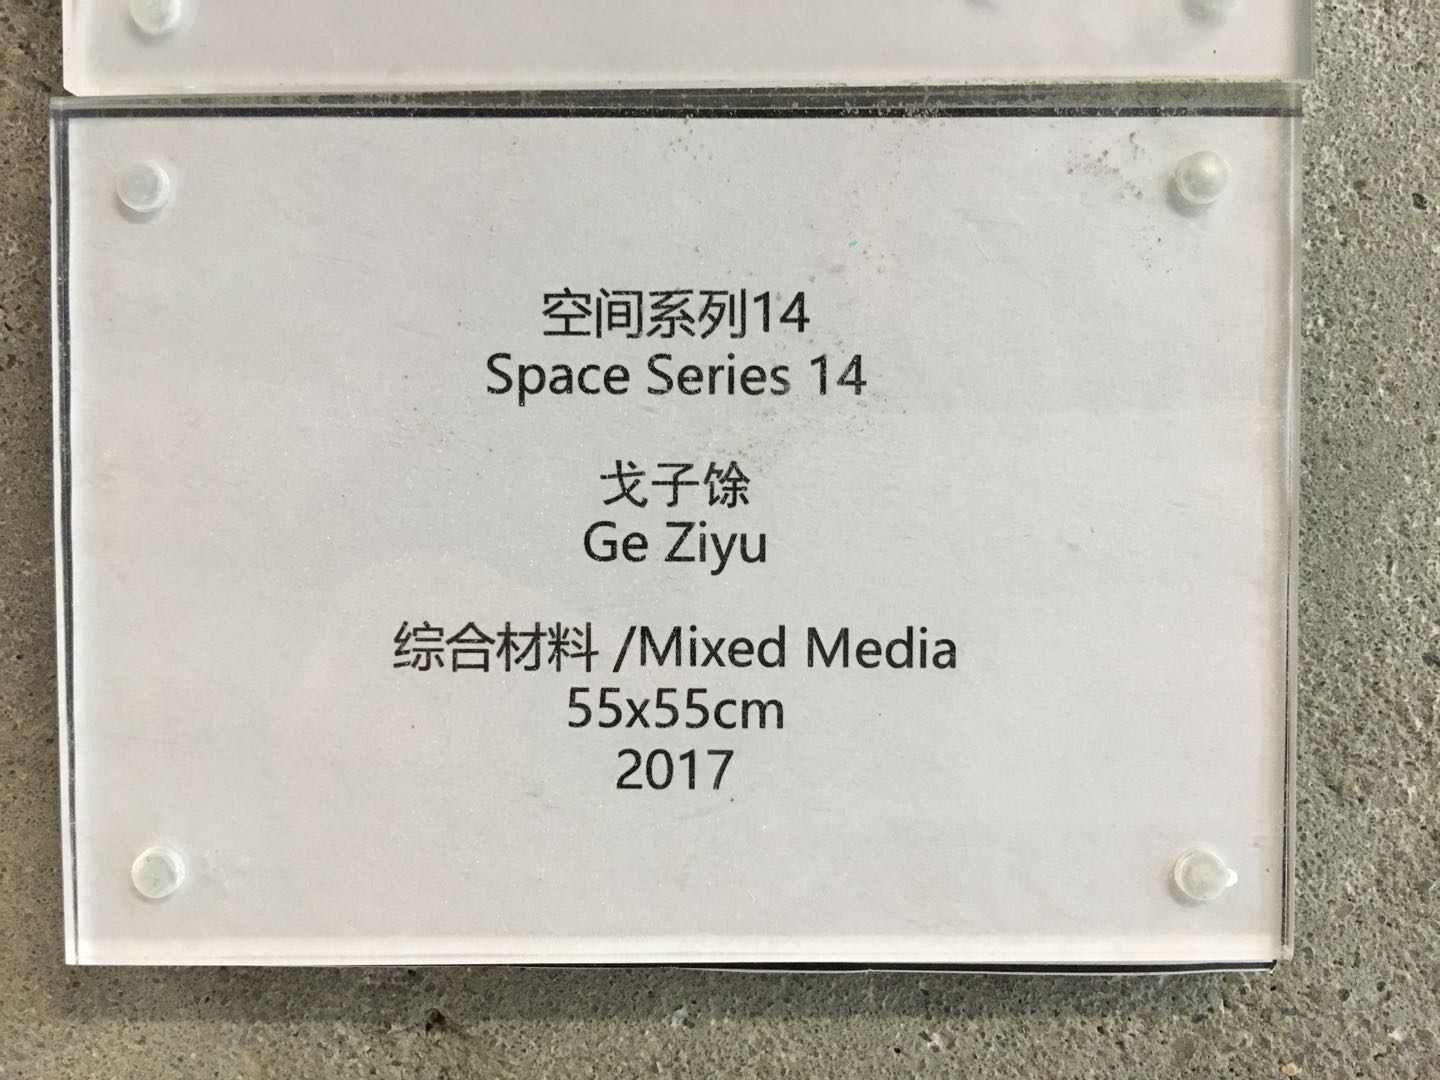 空间系列14
Space Series 14
戈子馀
Ge Ziyu
综合材料 /Mixed Media
55x55cm
2017